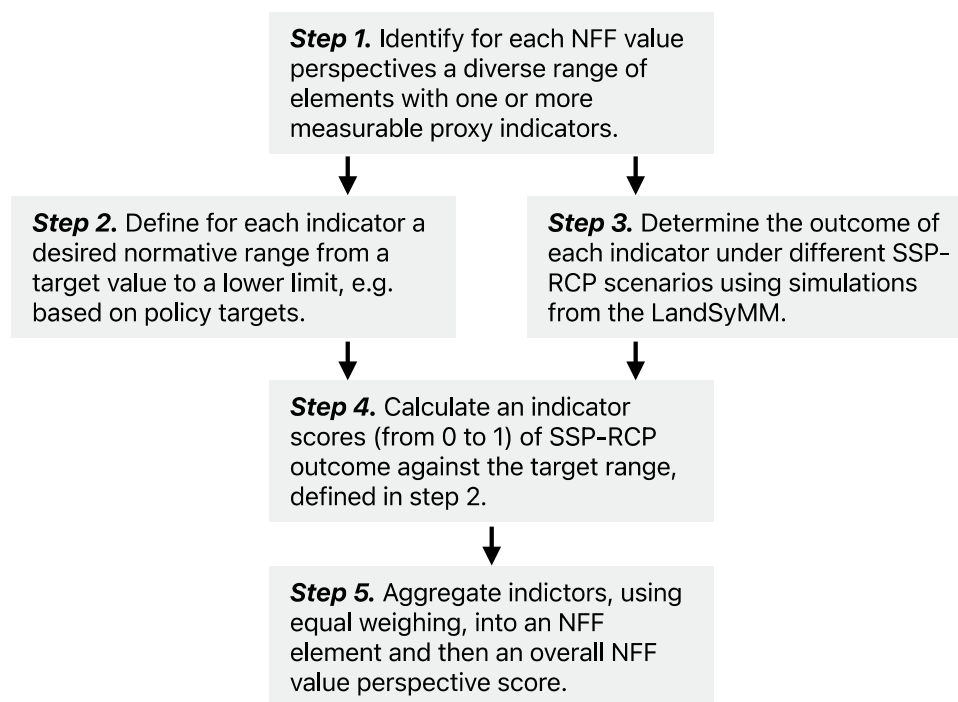 Step 1. Identify for each NFF value
perspectives a diverse range of
elements with one or more
measurable proxy indicators.
Step 2. Define for each indicator a
desired normative range from a
target value to a lower limit, e.g.
based on policy targets.
Step 3. Determine the outcome of
each indicator under different SSP-
RCP scenarios using simulations
from the LandSyMM.
Step 4. Calculate an indicator
scores (from 0 to 1) of SSP-RCP
outcome against the target range,
defined in step 2.
Step 5. Aggregate indictors, using
equal weighing, into an NFF
element and then an overall NFF
value perspective score.